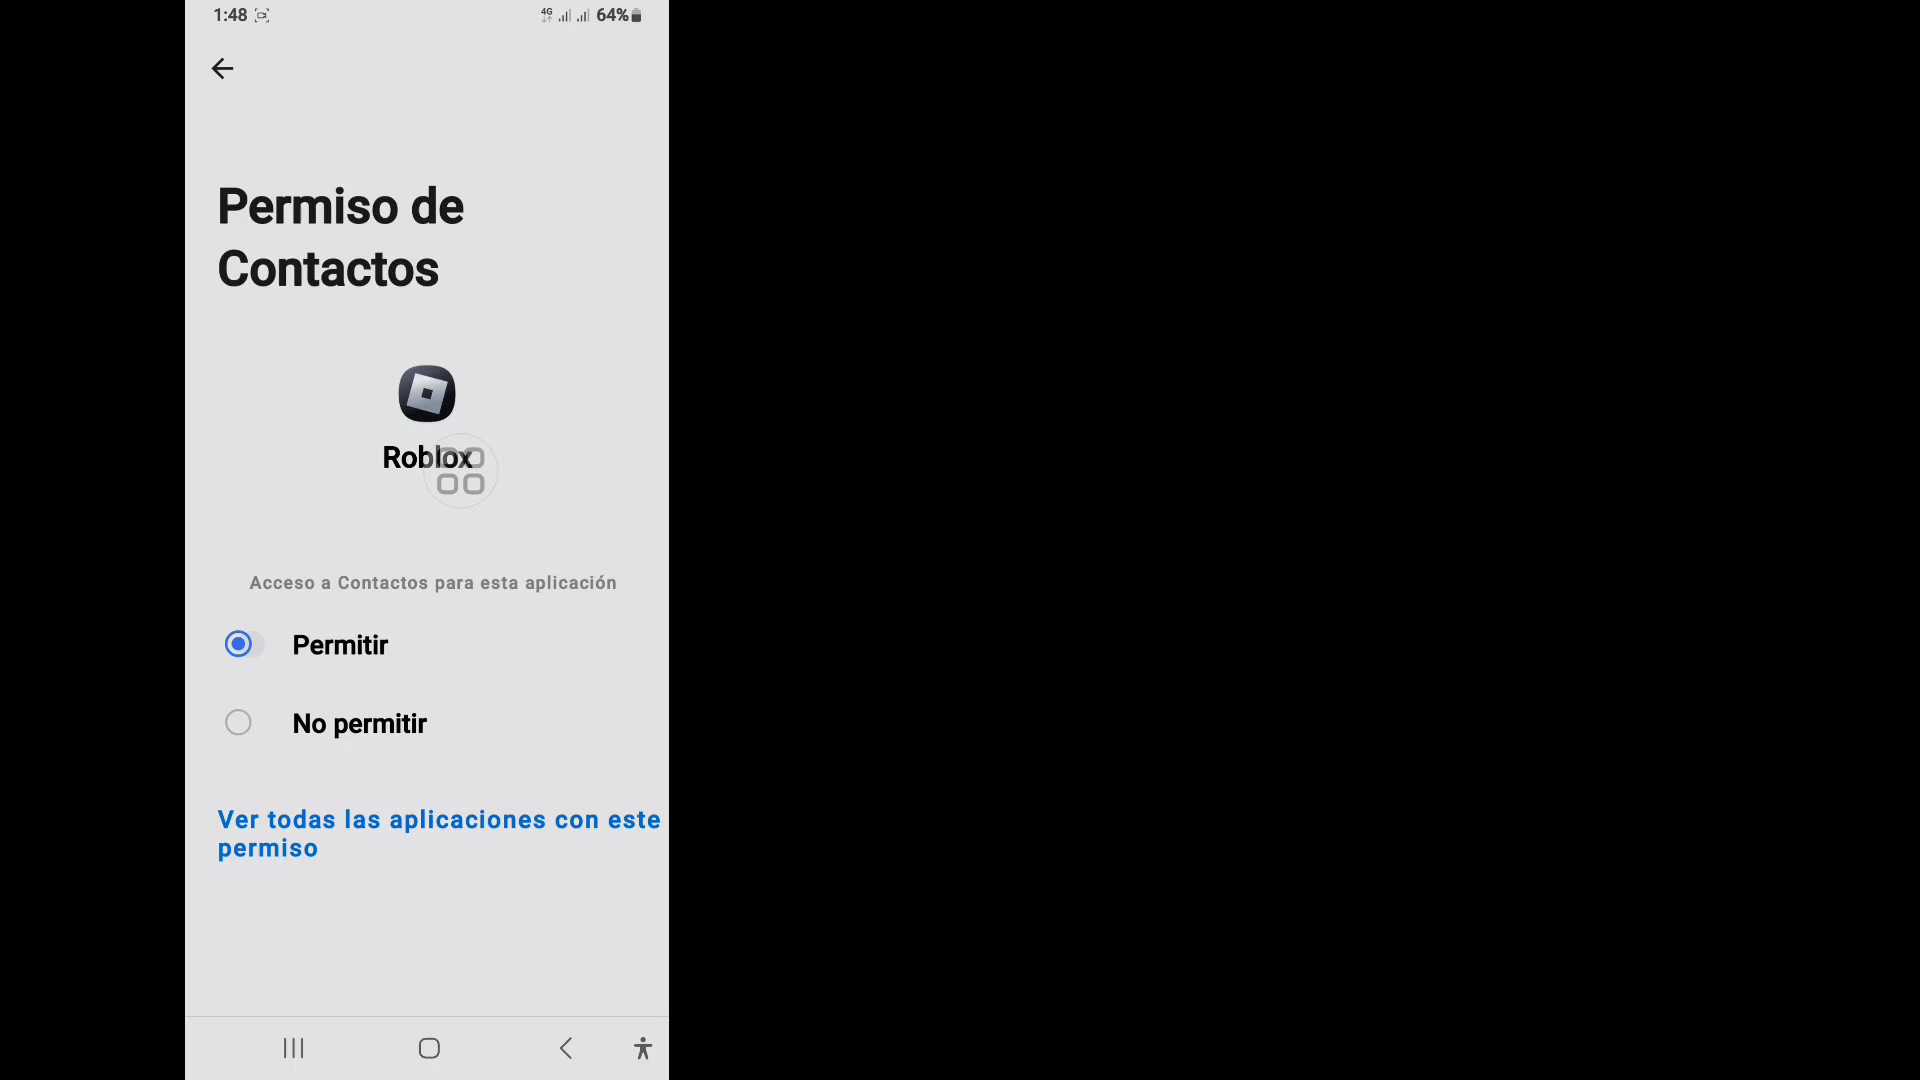 1:48 4G 64%
Permiso de
Contactos
Roblox
Acceso a Contactos para esta aplicación
Permitir
No permitir
Ver todas las aplicaciones con este
permiso